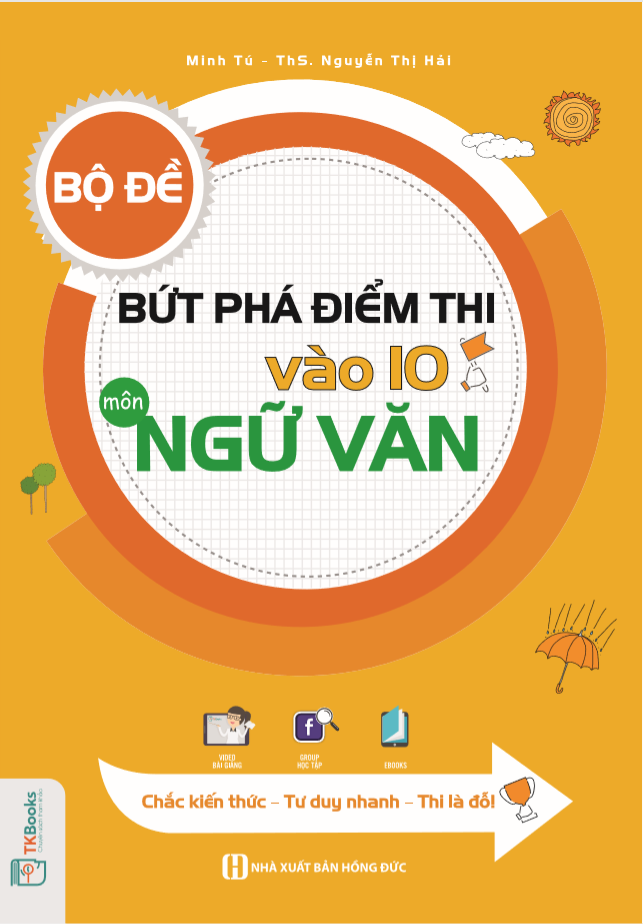 Minh Tú - ThS. Nguyễn Thị Hải
BỘ ĐỀ
BỨT PHÁ ĐIỂM THI
vào 10
môn
NGỮ VĂN
VIDEO
BÀI GIẢNG
GROUP
HỌC TẬP
EBOOKS
Chắc kiến thức – Tư duy nhanh – Thi là đỗ!
TKBooks
NHÀ XUẤT BẢN HỒNG ĐỨC